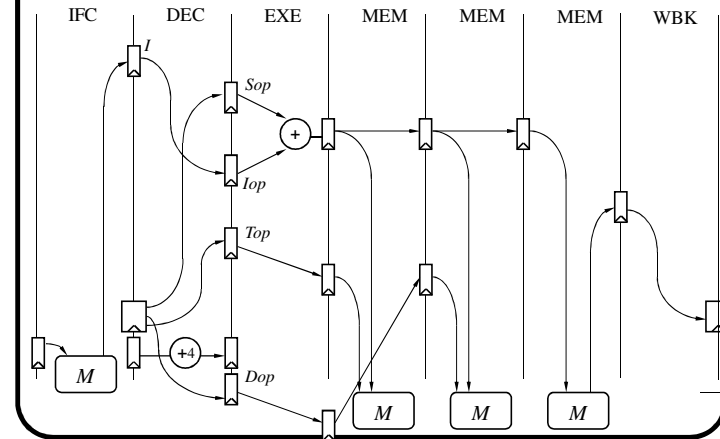 IFC DEC EXE MEM MEM MEM WBK
I
Sop
+
Iop
Top
+4
M
Dop
M M M